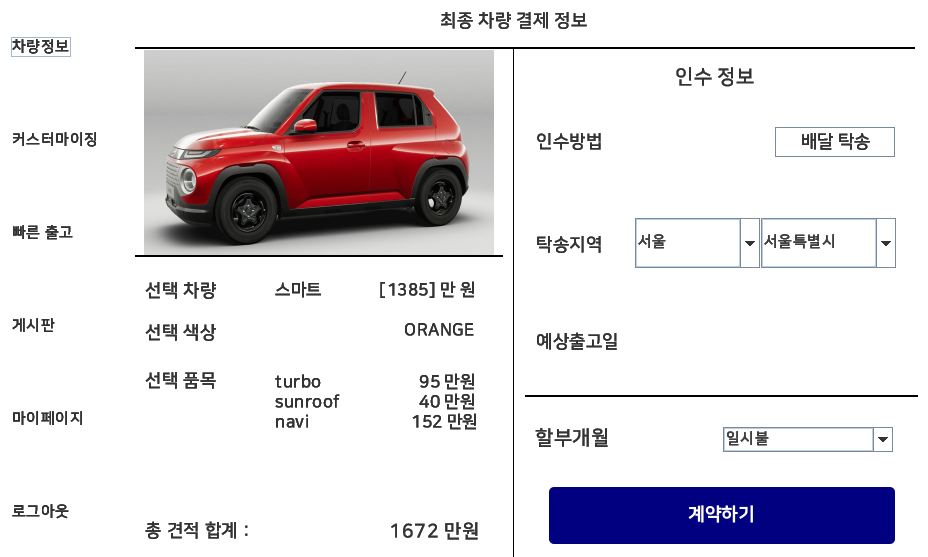 최종 차량 결제 정보
차량정보
커스터마이징
빠른 출고
게시판
마이페이지
로그아웃
선택 차량 스마트 [1385] 만 원
선택 색상 ORANGE
선택 품목 turbo 95 만원
sunroof 40 만원
navi 152 만원
총 견적 합계 : 1672 만원
인수 정보
인수방법 배달 탁송
탁송지역 서울 서울특별시
예상출고일
할부개월 일시불
계약하기